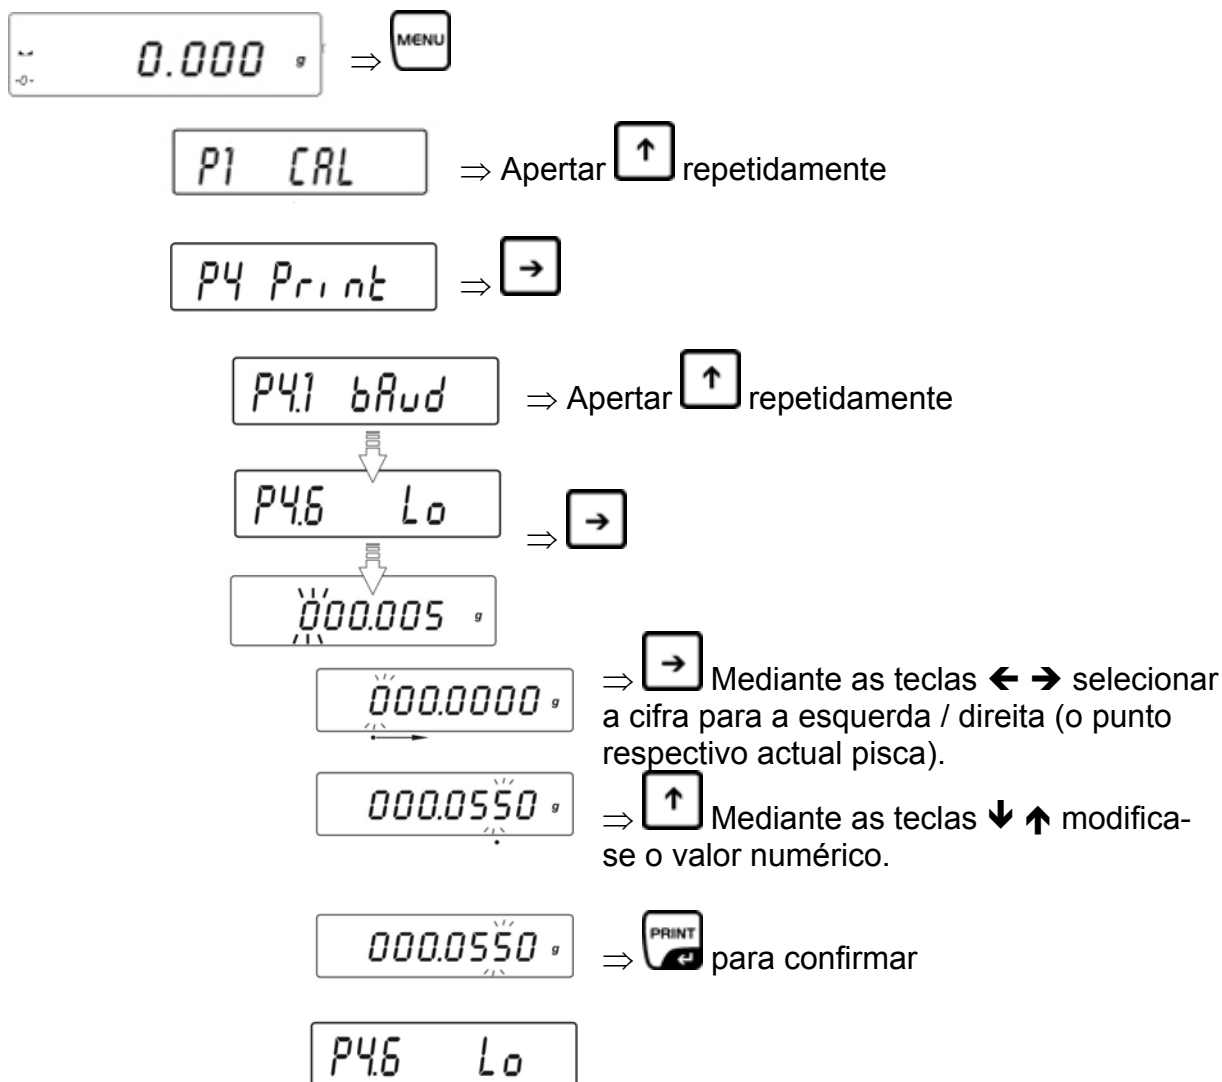 -0- 0.000 g ⇒ MENU
P1 CAL ⇒ Apertar ↑ repetidamente
P4 Print ⇒ →
P4.1 bAud ⇒ Apertar ↑ repetidamente
P4.6 Lo ⇒ →
000.005 g
000.0000 g ⇒ → Mediante as teclas ← → selecionar
a cifra para a esquerda / direita (o punto
respectivo actual pisca).
000.0550 g ⇒ ↑ Mediante as teclas ↓ ↑ modifica-
se o valor numérico.
000.0550 g ⇒ PRINT para confirmar
P4.6 Lo